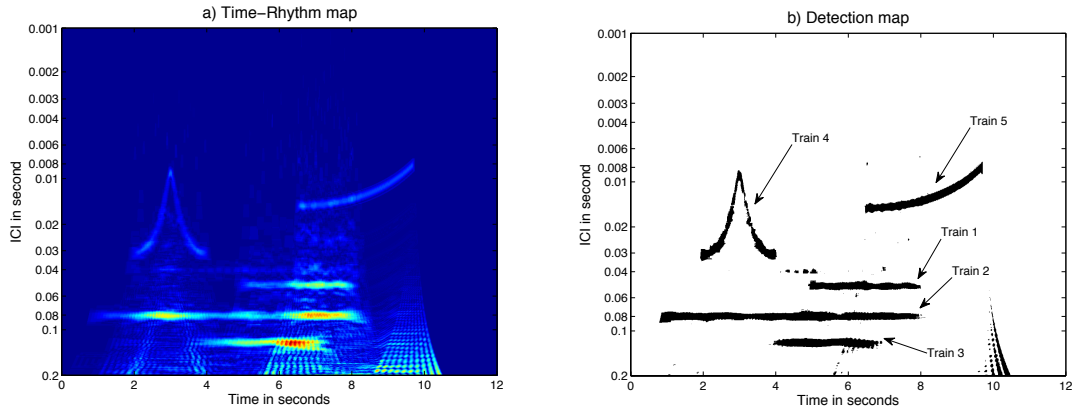 a) Time-Rhythm map
ICI in second
0.001
0.002
0.003
0.004
0.006
0.008
0.01
0.02
0.03
0.04
0.06
0.08
0.1
0.2
0 2 4 6 8 10 12
Time in seconds
b) Detection map
ICI in second
0.001
0.002
0.003
0.004
0.006
0.008
0.01
0.02
0.03
0.04
0.06
0.08
0.1
0.2
Train 4
Train 5
Train 1
Train 2
Train 3
0 2 4 6 8 10 12
Time in seconds